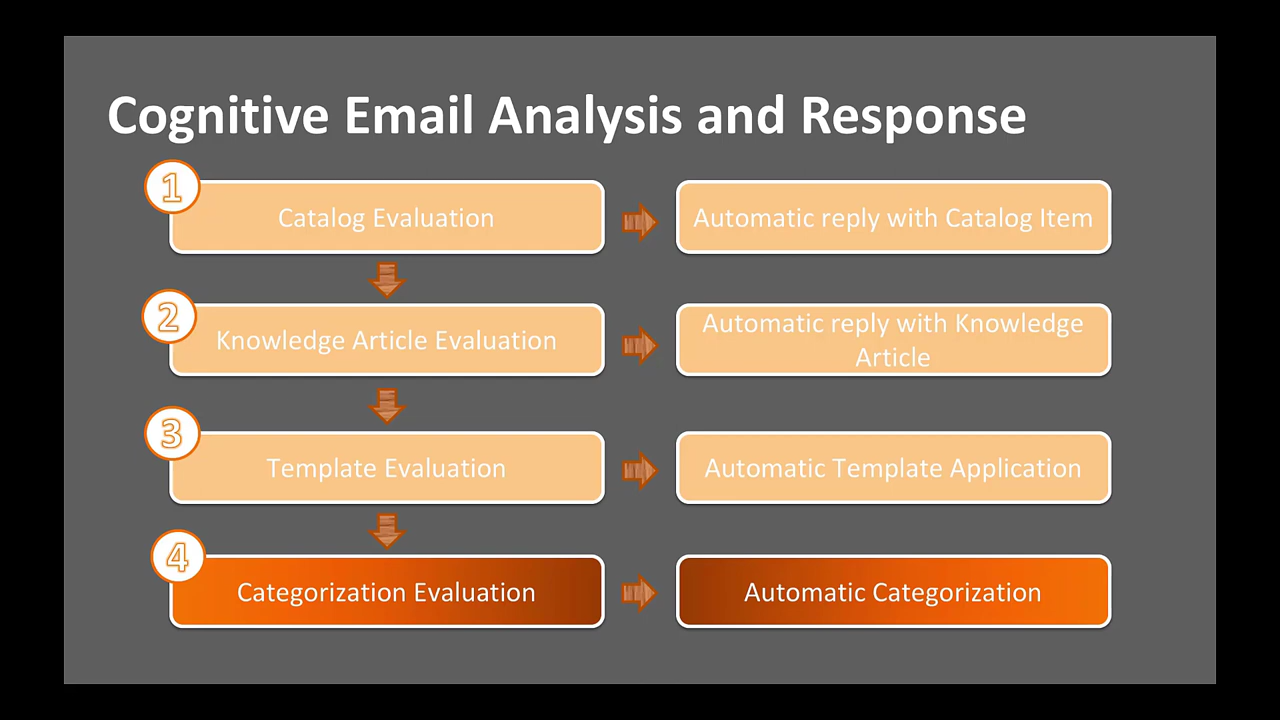 Cognitive Email Analysis and Response
1
Catalog Evaluation
Automatic reply with Catalog Item
2
Knowledge Article Evaluation
Automatic reply with Knowledge
Article
3
Template Evaluation
Automatic Template Application
4
Categorization Evaluation
Automatic Categorization